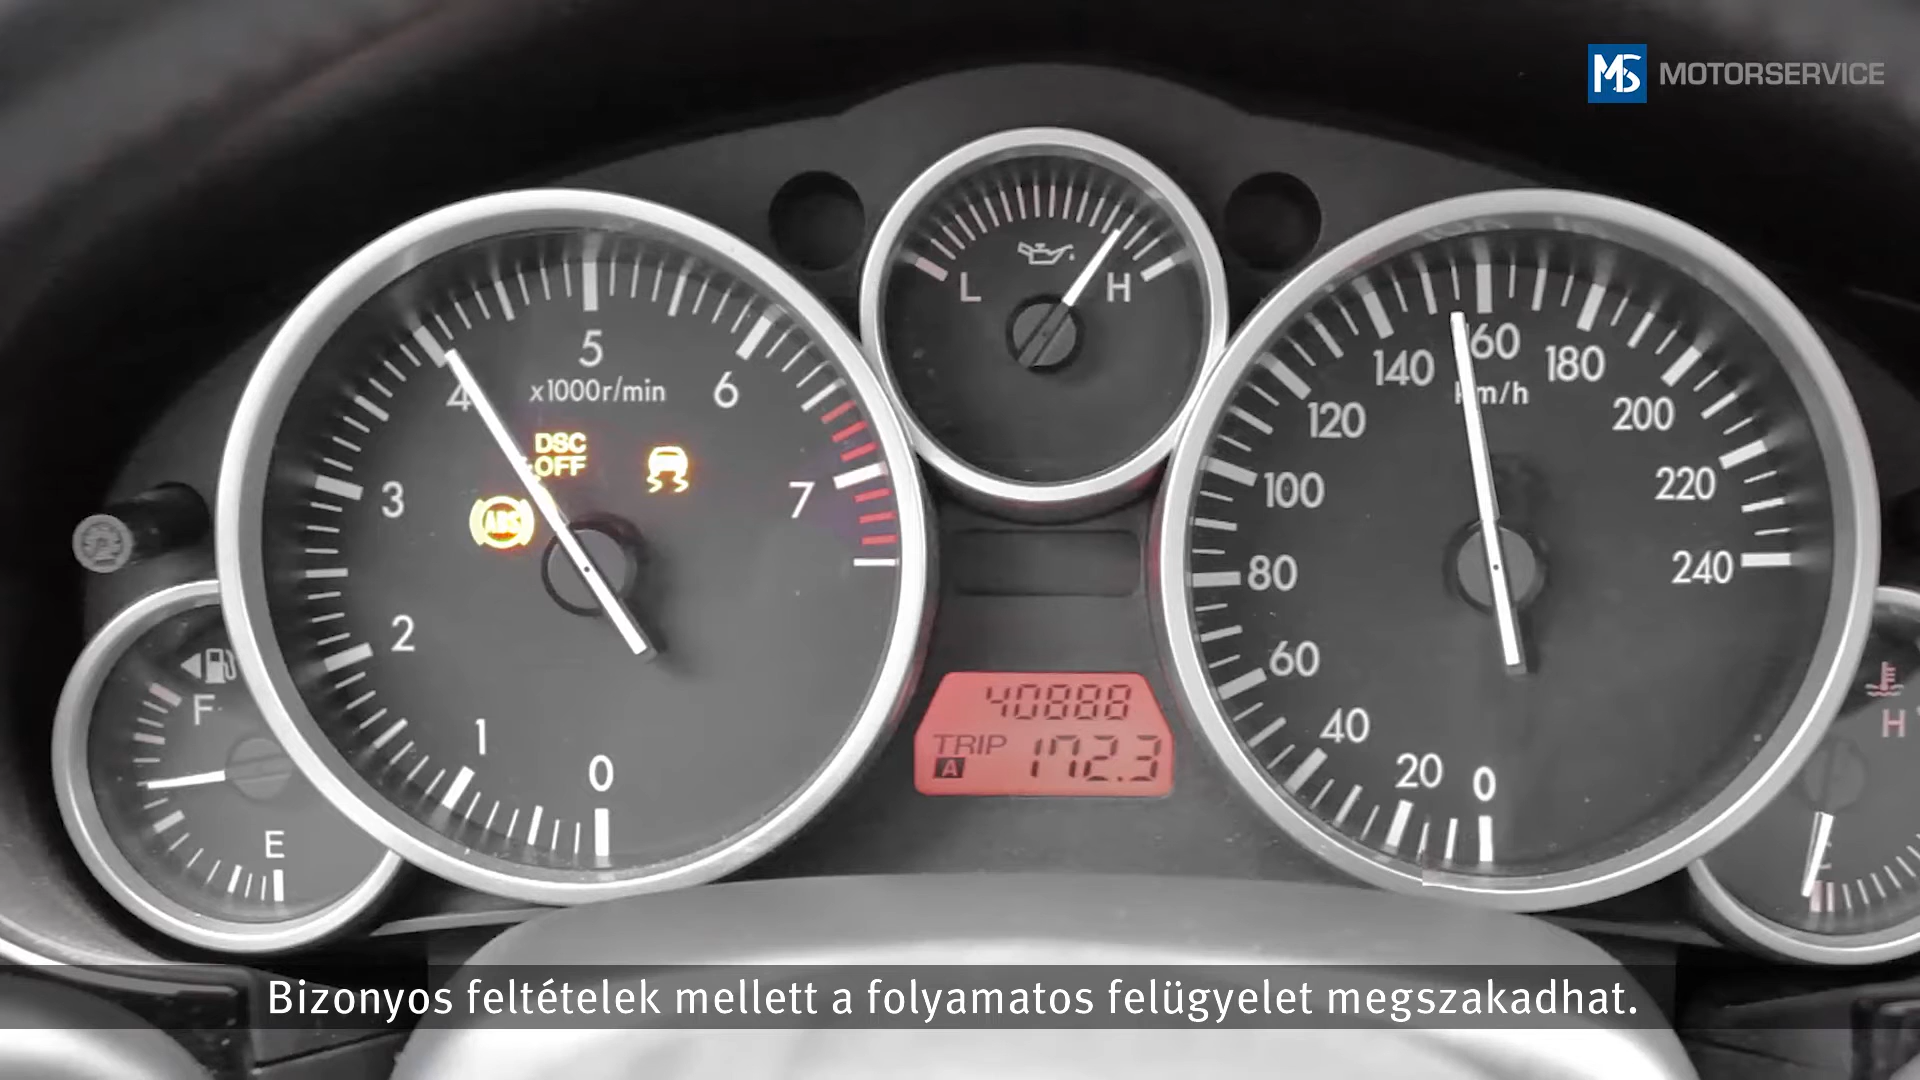 MS MOTORSERVICE
L H
5
x1000r/min
4 6
DSC
OFF
ABS
3 7
2
1
0
F
E
40888
TRIP
A 172.3
140 160 180
km/h
120 200
100 220
80 240
60
40
20 0
H
C
Bizonyos feltételek mellett a folyamatos felügyelet megszakadhat.